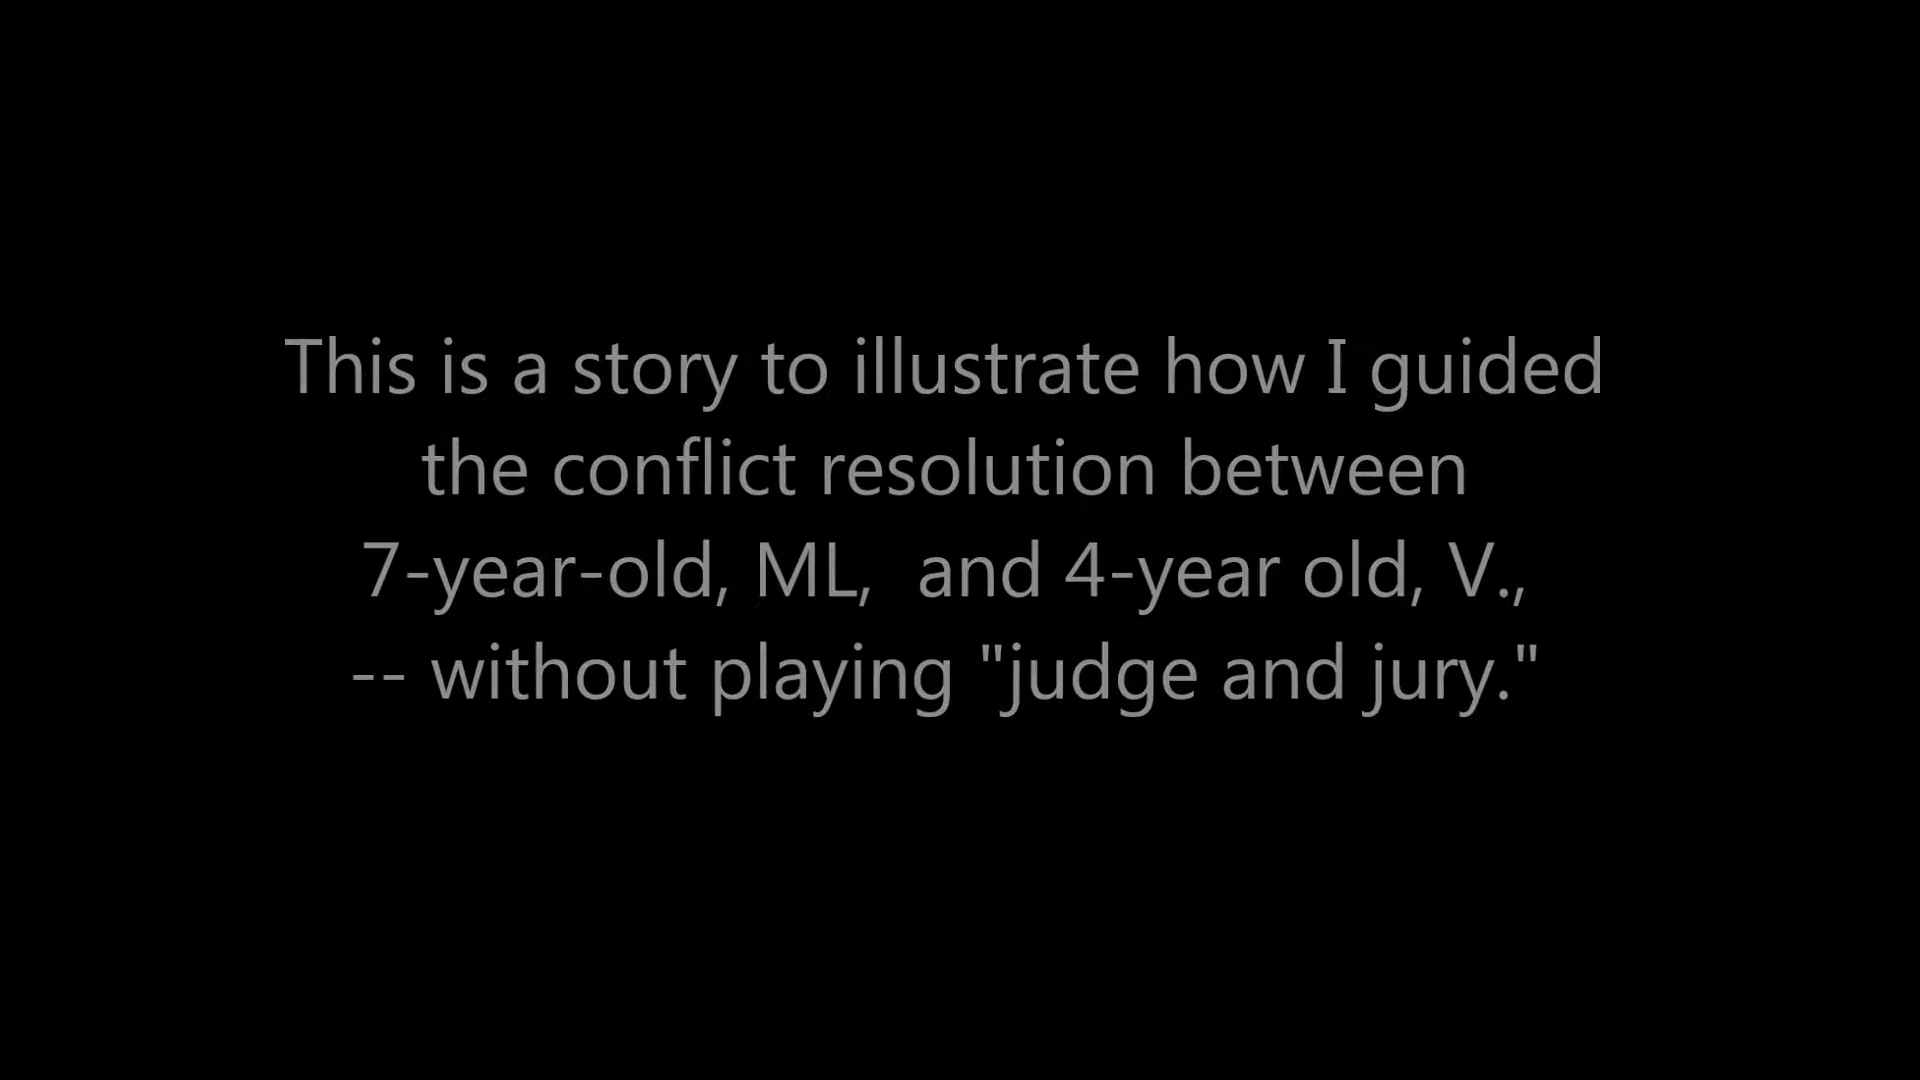 This is a story to illustrate how I guided
the conflict resolution between
7-year-old, ML,  and 4-year old, V.,
-- without playing "judge and jury."